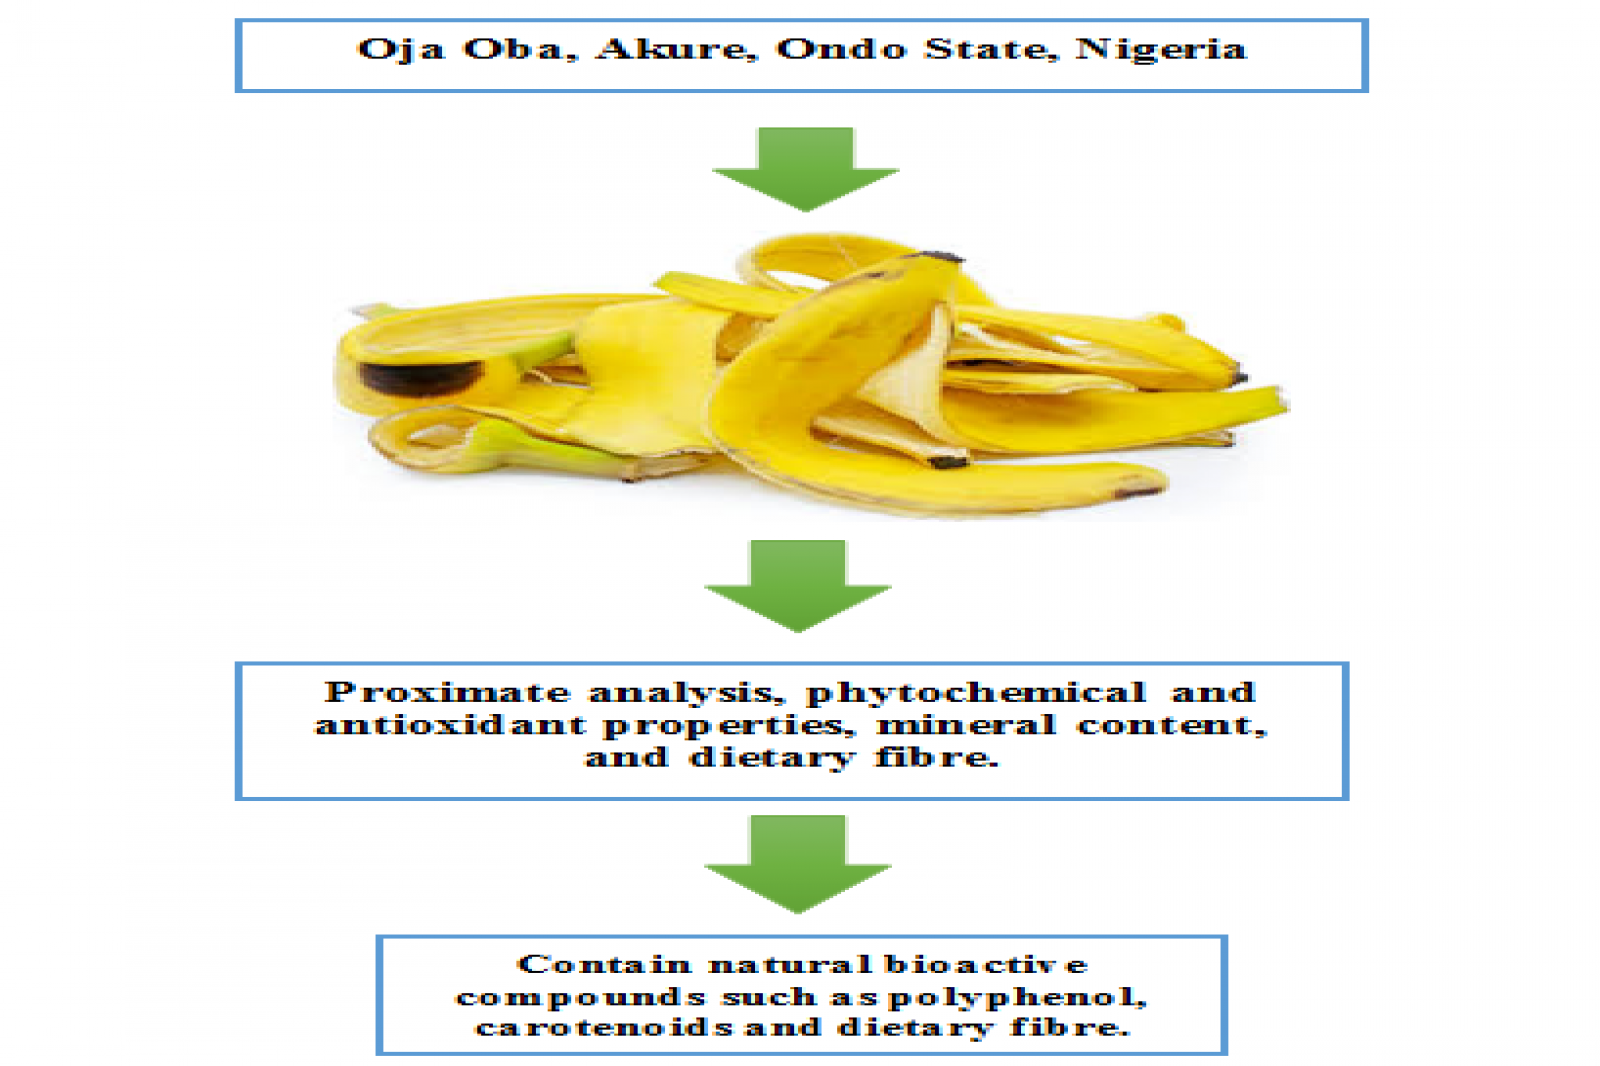 Oja Oba, Akure, Ondo State, Nigeria
Proximate analysis, phytochemical and
antioxidant properties, mineral content,
and dietary fibre.
Contain natural bioactive
compounds such as polyphenol,
carotenoids and dietary fibre.